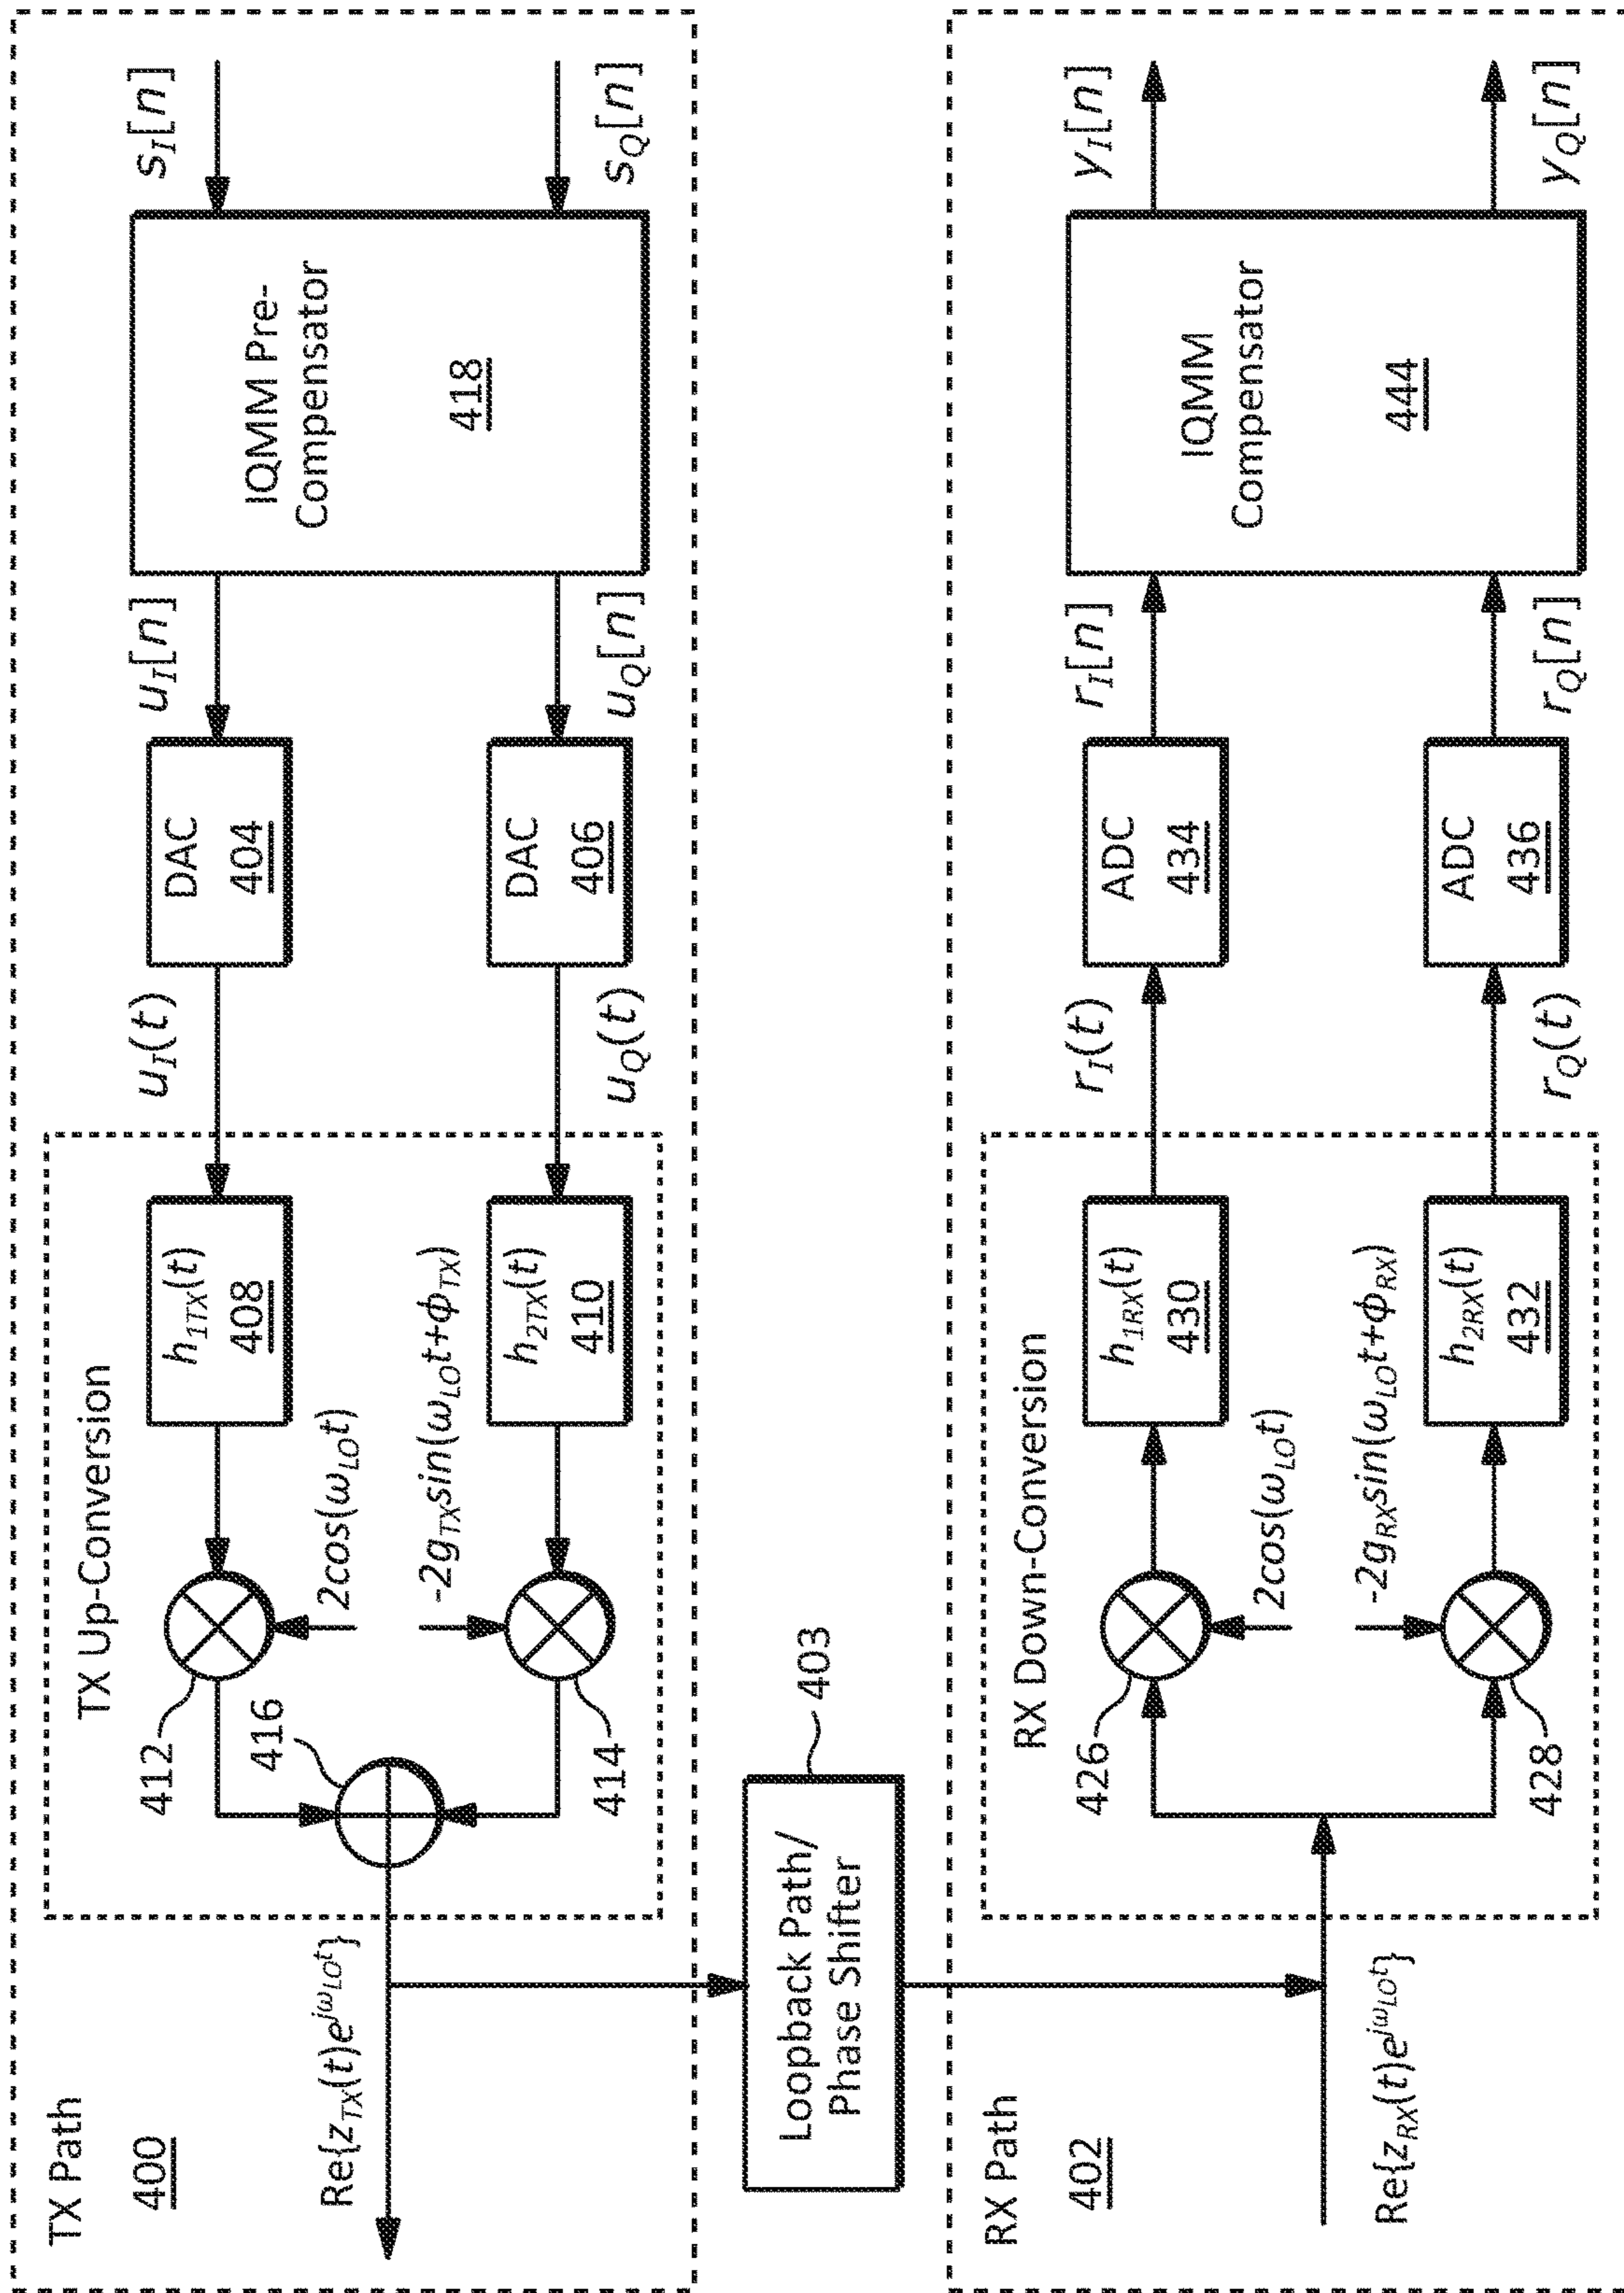 TX Path
400
TX Up-Conversion
Re{z_TX(t)e^{jω_LO t}}
412
416
414
2cos(ω_LO t)
-2g_TX sin(ω_LO t+ϕ_TX)
h_1TX(t)
408
h_2TX(t)
410
u_I(t)
u_Q(t)
DAC
404
DAC
406
u_I[n]
u_Q[n]
IQMM Pre-
Compensator
418
s_I[n]
s_Q[n]
Loopback Path/
Phase Shifter
403
RX Path
402
RX Down-Conversion
Re{z_RX(t)e^{jω_LO t}}
426
428
2cos(ω_LO t)
-2g_RX sin(ω_LO t+ϕ_RX)
h_1RX(t)
430
h_2RX(t)
432
r_I(t)
r_Q(t)
ADC
434
ADC
436
r_I[n]
r_Q[n]
IQMM
Compensator
444
y_I[n]
y_Q[n]